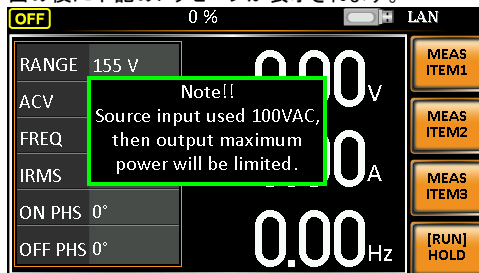 OFF 0 % LAN
RANGE 155 V
ACV
FREQ
IRMS
ON PHS 0°
OFF PHS 0°
Note!!
Source input used 100VAC,
then output maximum
power will be limited.
0.00 V
A
0.00 Hz
MEAS
ITEM1
MEAS
ITEM2
MEAS
ITEM3
[RUN]
HOLD